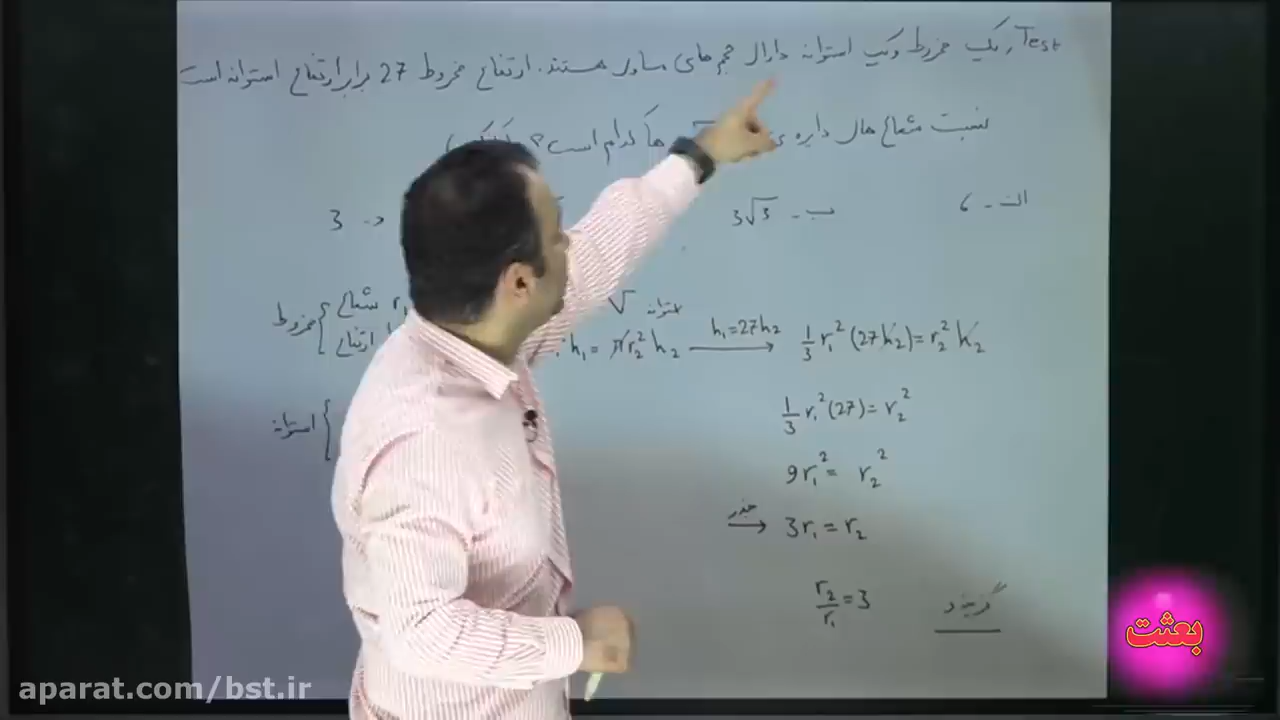 Test, یک مخروط و یک استوانه دارای حجم های مساوی هستند. ارتفاع مخروط 27 برابر ارتفاع استوانه است
نسبت شعاع های دایره ی ها کدام است؟
الف - 6
ب - 3√3
د - 3
مخروط { شعاع r₁
ارتفاع
استوانه {
استوانه √
h₁ = πr₂² h₂ ⟶ h₁=27h₂ 1/3 r₁² (27h₂) = r₂² h₂
1/3 r₁² (27) = r₂²
9r₁² = r₂²
جذر ⟶ 3r₁ = r₂
r₂/r₁ = 3
گزینه د
بعثت
aparat.com/bst.ir